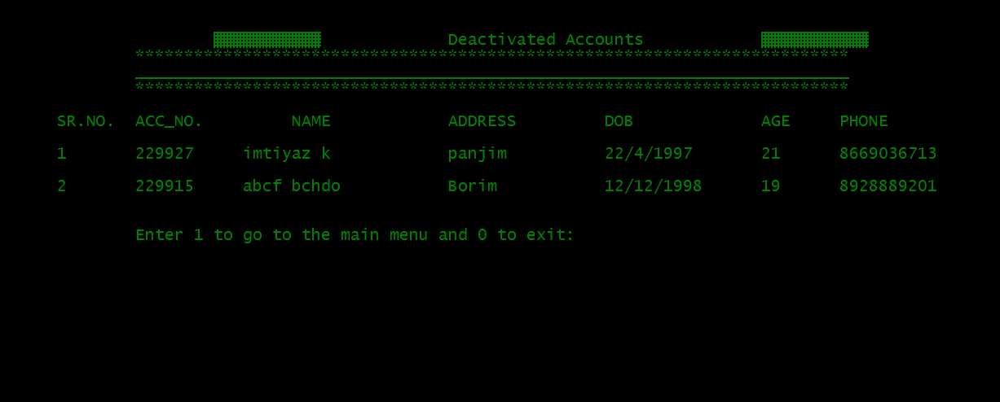 Deactivated Accounts
*************************************************************************
_________________________________________________________________________
*************************************************************************
SR.NO. ACC_NO. NAME ADDRESS DOB AGE PHONE
1 229927 imtiyaz k panjim 22/4/1997 21 8669036713
2 229915 abcf bchdo Borim 12/12/1998 19 8928889201
Enter 1 to go to the main menu and 0 to exit: